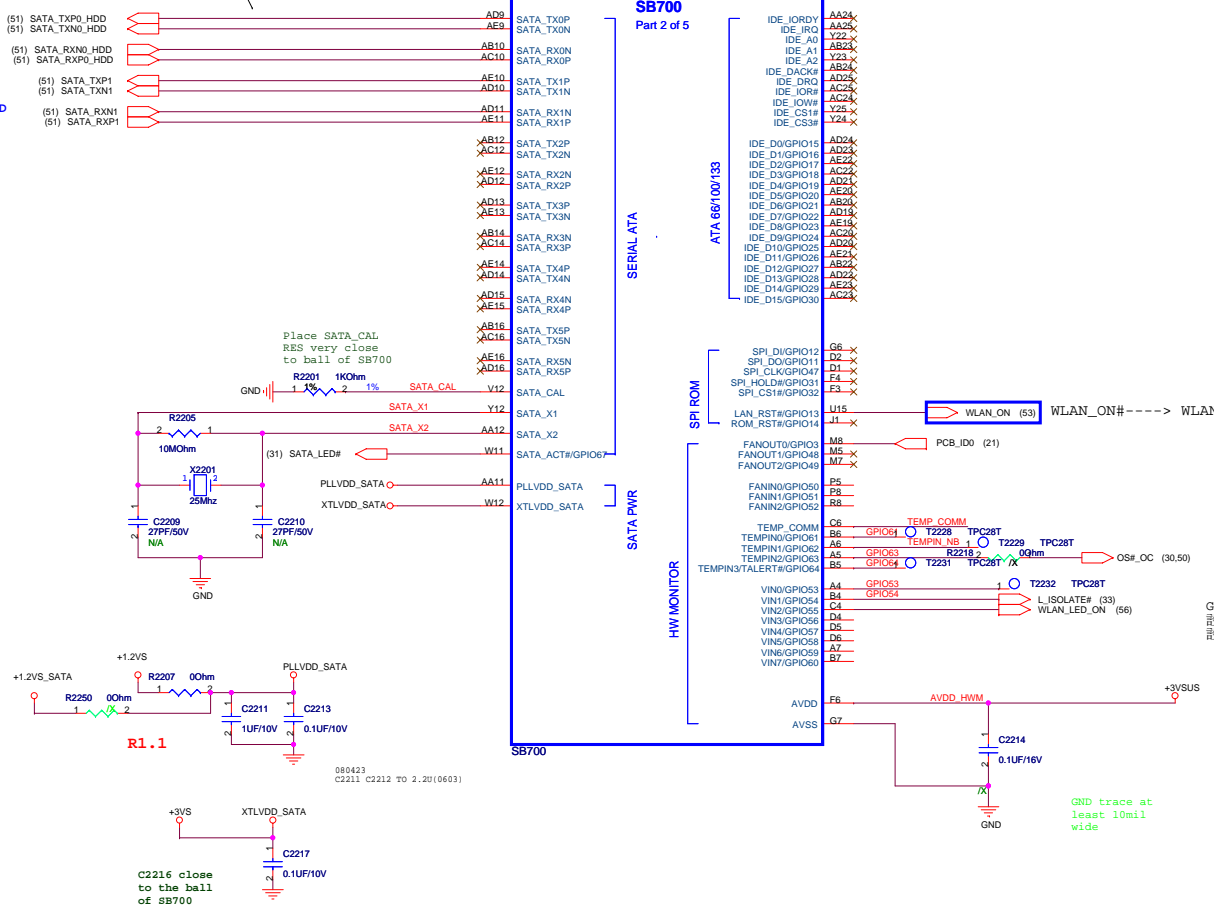 SB700
Part 2 of 5
(51) SATA_TXP0_HDD
(51) SATA_TXN0_HDD
(51) SATA_RXN0_HDD
(51) SATA_RXP0_HDD
(51) SATA_TXP1
(51) SATA_TXN1
D
(51) SATA_RXN1
(51) SATA_RXP1
AD9 SATA_TX0P
AE9 SATA_TX0N
AB10 SATA_RX0N
AC10 SATA_RX0P
AE10 SATA_TX1P
AD10 SATA_TX1N
AD11 SATA_RX1N
AE11 SATA_RX1P
AB12 SATA_TX2P
AC12 SATA_TX2N
AE12 SATA_RX2N
AD12 SATA_RX2P
AD13 SATA_TX3P
AE13 SATA_TX3N
AB14 SATA_RX3N
AC14 SATA_RX3P
AE14 SATA_TX4P
AD14 SATA_TX4N
AD15 SATA_RX4N
AE15 SATA_RX4P
AB16 SATA_TX5P
AC16 SATA_TX5N
AE16 SATA_RX5N
AD16 SATA_RX5P
V12 SATA_CAL
Y12 SATA_X1
AA12 SATA_X2
W11 SATA_ACT#/GPIO67
AA11 PLLVDD_SATA
W12 XTLVDD_SATA
SERIAL ATA
SATA PWR
ATA 66/100/133
SPI ROM
HW MONITOR
IDE_IORDY AA24
IDE_IRQ AA25
IDE_A0 Y22
IDE_A1 AB23
IDE_A2 Y23
IDE_DACK# AB24
IDE_DRQ AD25
IDE_IOR# AC25
IDE_IOW# AC24
IDE_CS1# Y25
IDE_CS3# Y24
IDE_D0/GPIO15 AD24
IDE_D1/GPIO16 AD23
IDE_D2/GPIO17 AE22
IDE_D3/GPIO18 AC22
IDE_D4/GPIO19 AD21
IDE_D5/GPIO20 AE20
IDE_D6/GPIO21 AB20
IDE_D7/GPIO22 AD19
IDE_D8/GPIO23 AE19
IDE_D9/GPIO24 AC20
IDE_D10/GPIO25 AD20
IDE_D11/GPIO26 AE21
IDE_D12/GPIO27 AB22
IDE_D13/GPIO28 AD22
IDE_D14/GPIO29 AE23
IDE_D15/GPIO30 AC23
SPI_DI/GPIO12 G6
SPI_DO/GPIO11 D2
SPI_CLK/GPIO47 D1
SPI_HOLD#/GPIO31 F4
SPI_CS1#/GPIO32 F3
LAN_RST#/GPIO13 U15
ROM_RST#/GPIO14 J1
FANOUT0/GPIO3 M8
FANOUT1/GPIO48 M5
FANOUT2/GPIO49 M7
FANIN0/GPIO50 P5
FANIN1/GPIO51 P8
FANIN2/GPIO52 R8
TEMP_COMM C6
TEMPIN0/GPIO61 B6
TEMPIN1/GPIO62 A6
TEMPIN2/GPIO63 A5
TEMPIN3/TALERT#/GPIO64 B5
VIN0/GPIO53 A4
VIN1/GPIO54 B4
VIN2/GPIO55 C4
VIN3/GPIO56 D4
VIN4/GPIO57 D5
VIN5/GPIO58 D6
VIN6/GPIO59 A7
VIN7/GPIO60 B7
AVDD F6
AVSS G7
SB700
WLAN_ON (53) WLAN_ON#----> WLAN
PCB_ID0 (21)
TEMP_COMM
GPIO61 T2228 TPC28T
TEMPIN_NB 1 T2229 TPC28T
GPIO63 R2218 2 0Ohm
/X
OS#_OC (30,50)
GPIO64 T2231 TPC28T
GPIO53 1 T2232 TPC28T
GPIO54 L_ISOLATE# (33)
WLAN_LED_ON (56)
G
AVDD_HWM
+3VSUS
1
C2214
2
0.1UF/16V
/X
GND
GND trace at
least 10mil
wide
Place SATA_CAL
RES very close
to ball of SB700
R2201 1KOhm
GND 1 1% 2 1% SATA_CAL
SATA_X1
R2205
2 1 SATA_X2
10MOhm
(31) SATA_LED#
X2201
1 2
25Mhz
PLLVDD_SATA
XTLVDD_SATA
1 C2209
27PF/50V
2 N/A
1 C2210
27PF/50V
2 N/A
GND
+1.2VS
+1.2VS_SATA
R2207 0Ohm
1 2
PLLVDD_SATA
R2250 0Ohm
1 /X 2
R1.1
1 C2211
2 1UF/10V
1 C2213
2 0.1UF/10V
080423
C2211 C2212 TO 2.2U(0603)
+3VS
XTLVDD_SATA
1 C2217
2 0.1UF/10V
C2216 close
to the ball
of SB700